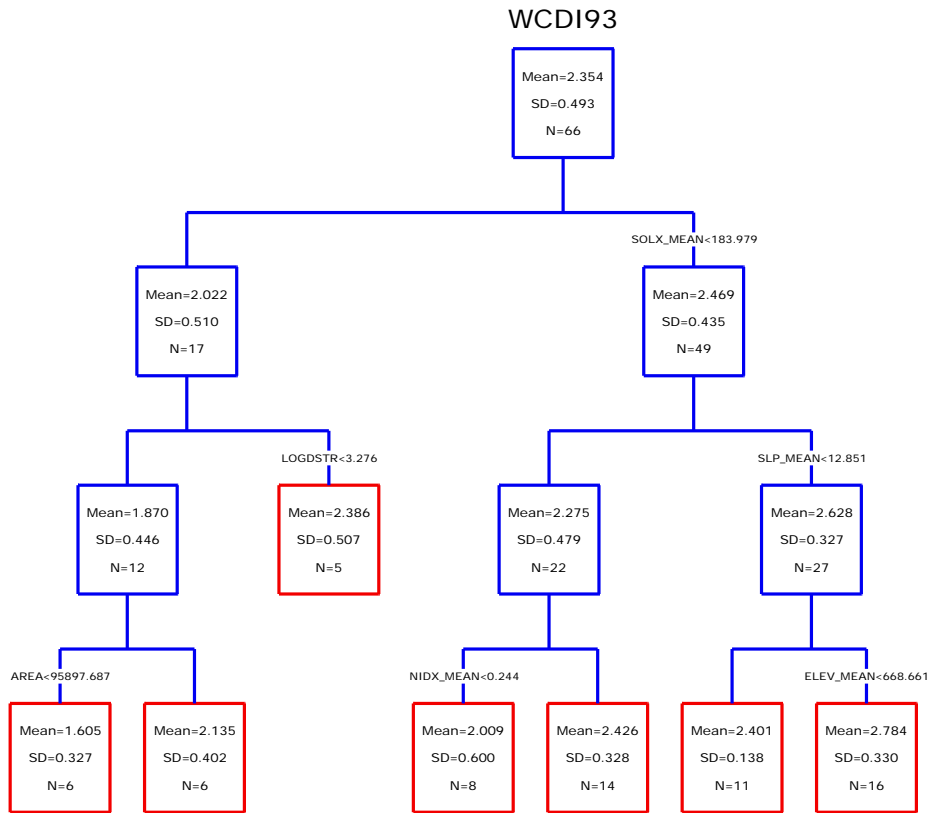 WCDI93
Mean=2.354
SD=0.493
N=66
SOLX_MEAN<183.979
Mean=2.022
SD=0.510
N=17
Mean=2.469
SD=0.435
N=49
LOGDSTR<3.276
SLP_MEAN<12.851
Mean=1.870
SD=0.446
N=12
Mean=2.386
SD=0.507
N=5
Mean=2.275
SD=0.479
N=22
Mean=2.628
SD=0.327
N=27
AREA<95897.687
NIDX_MEAN<0.244
ELEV_MEAN<668.661
Mean=1.605
SD=0.327
N=6
Mean=2.135
SD=0.402
N=6
Mean=2.009
SD=0.600
N=8
Mean=2.426
SD=0.328
N=14
Mean=2.401
SD=0.138
N=11
Mean=2.784
SD=0.330
N=16